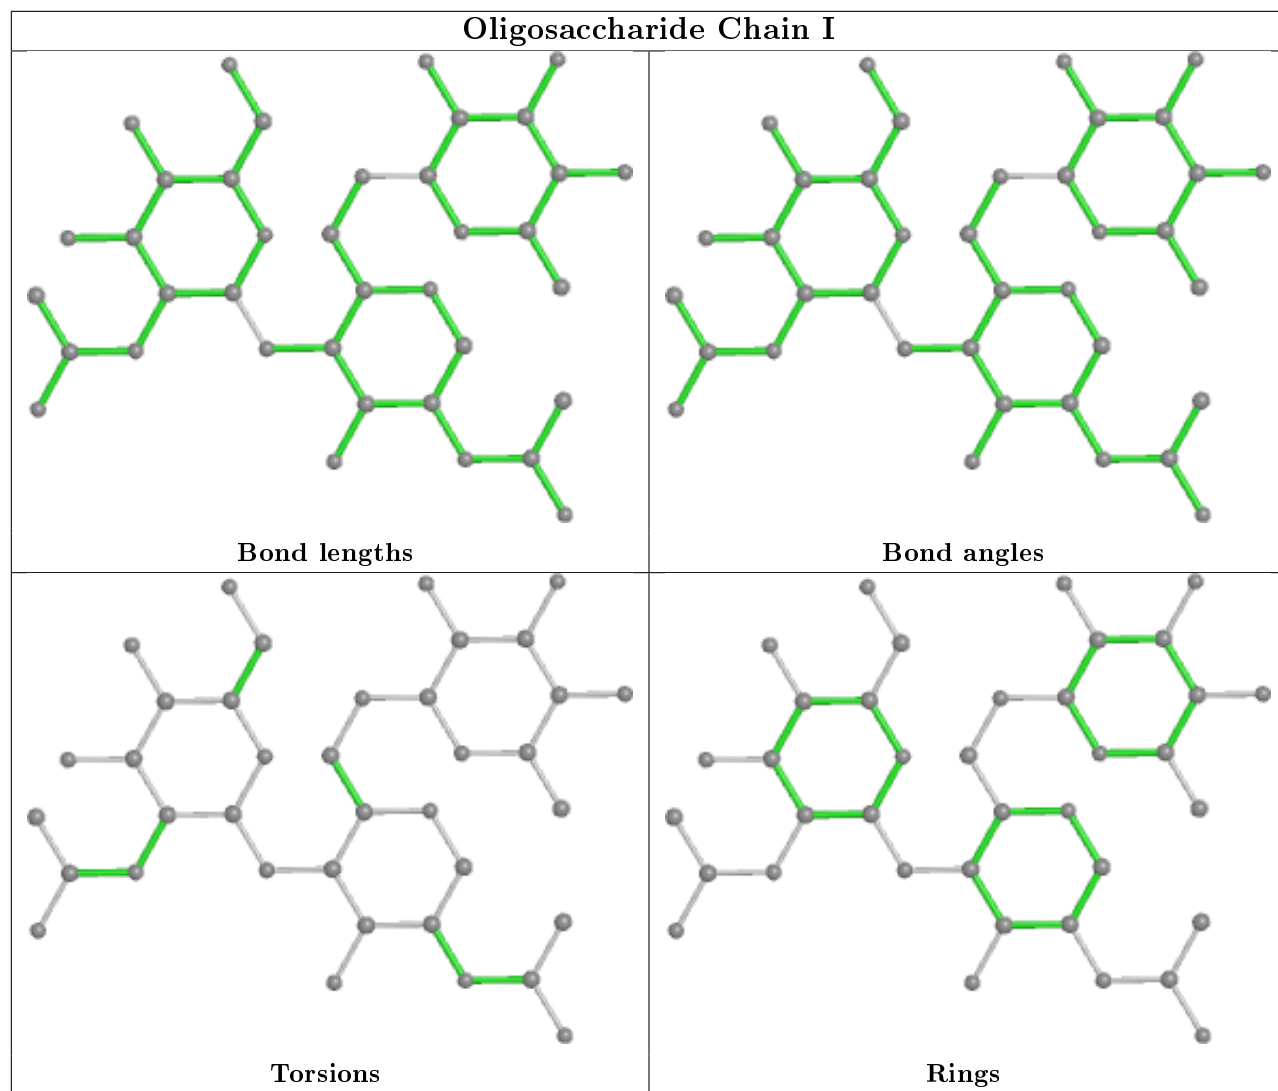 Oligosaccharide Chain I
Bond lengths
Bond angles
Torsions
Rings